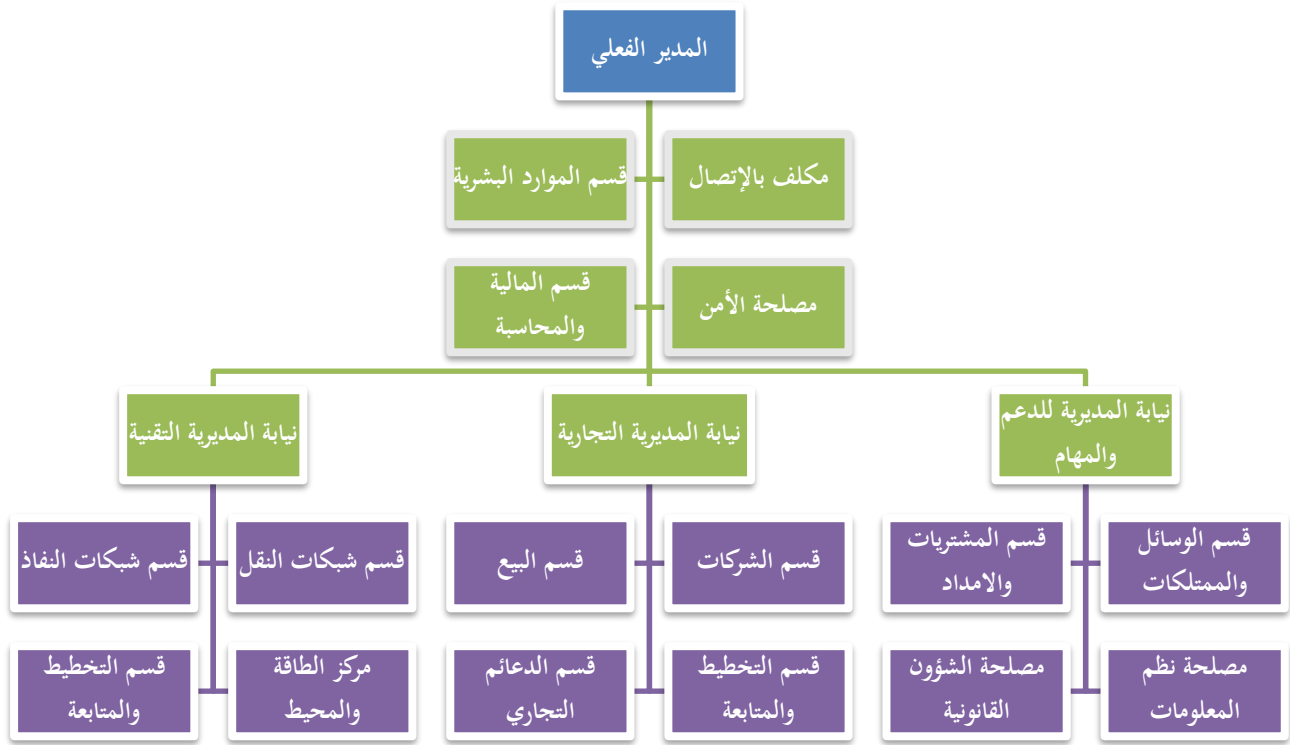 المدير الفعلي
مكلف بالإتصال
قسم الموارد البشرية
مصلحة الأمن
قسم المالية
والمحاسبة
نيابة المديرية للدعم
والمهام
نيابة المديرية التجارية
نيابة المديرية التقنية
قسم الوسائل
والممتلكات
قسم المشتريات
والامداد
قسم الشركات
قسم البيع
قسم شبكات النقل
قسم شبكات النفاذ
مصلحة نظم
المعلومات
مصلحة الشؤون
القانونية
قسم التخطيط
والمتابعة
قسم الدعائم
التجاري
مركز الطاقة
والمحيط
قسم التخطيط
والمتابعة